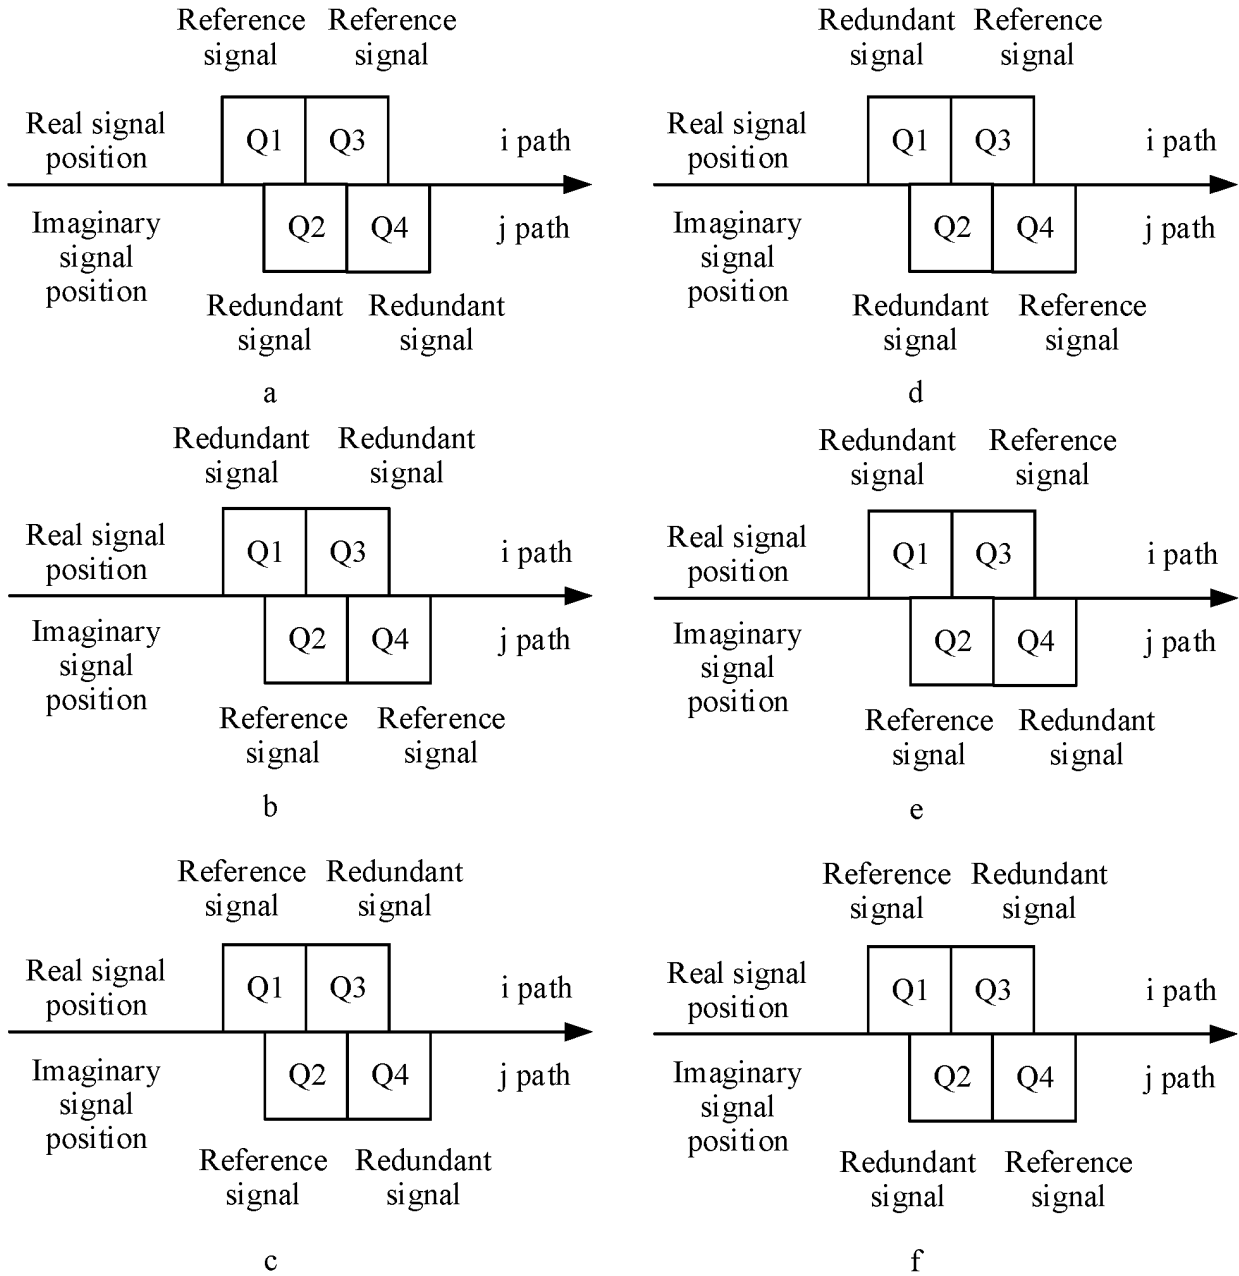 Reference signal
Reference signal
Real signal position
Q1
Q3
i path
Imaginary signal position
Q2
Q4
j path
Redundant signal
Redundant signal
a
Redundant signal
Reference signal
Real signal position
Q1
Q3
i path
Imaginary signal position
Q2
Q4
j path
Redundant signal
Reference signal
d
Redundant signal
Redundant signal
Real signal position
Q1
Q3
i path
Imaginary signal position
Q2
Q4
j path
Reference signal
Reference signal
b
Redundant signal
Reference signal
Real signal position
Q1
Q3
i path
Imaginary signal position
Q2
Q4
j path
Reference signal
Redundant signal
e
Reference signal
Redundant signal
Real signal position
Q1
Q3
i path
Imaginary signal position
Q2
Q4
j path
Reference signal
Redundant signal
c
Reference signal
Redundant signal
Real signal position
Q1
Q3
i path
Imaginary signal position
Q2
Q4
j path
Redundant signal
Reference signal
f